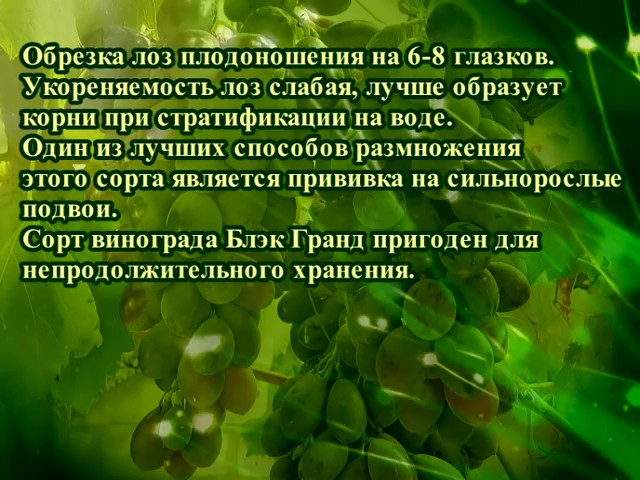 Обрезка лоз плодоношения на 6-8 глазков.
Укореняемость лоз слабая, лучше образует
корни при стратификации на воде.
Один из лучших способов размножения
этого сорта является прививка на сильнорослые
подвои.
Сорт винограда Блэк Гранд пригоден для
непродолжительного хранения.